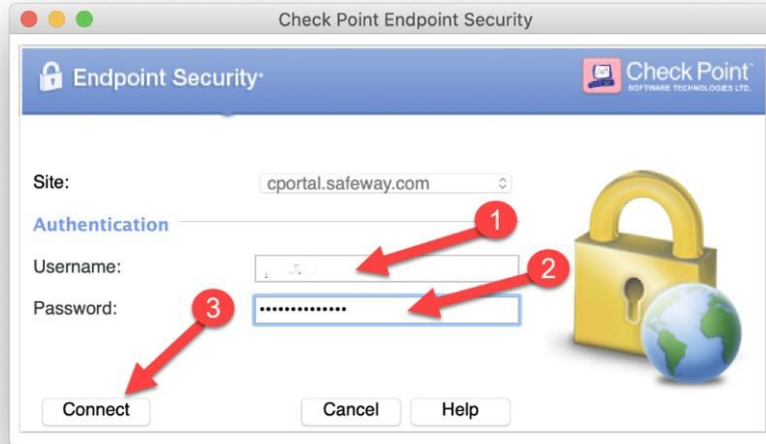 Check Point Endpoint Security
Endpoint Security
Check Point
SOFTWARE TECHNOLOGIES LTD.
Site:
cportal.safeway.com
Authentication
1
Username:
2
Password:
••••••••••••••
3
Connect
Cancel
Help